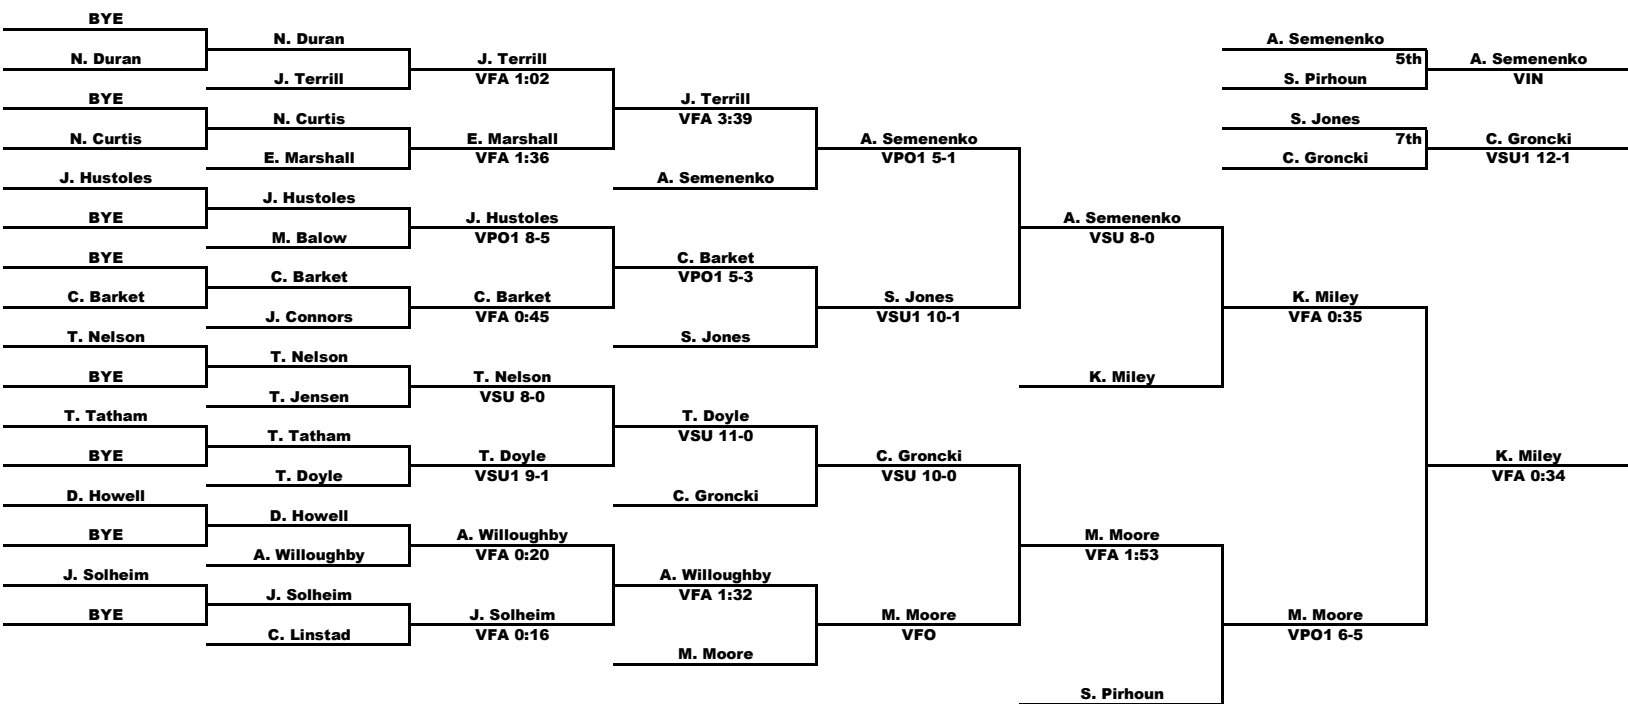 BYE
N. Duran
BYE
N. Curtis
J. Hustoles
BYE
BYE
C. Barket
T. Nelson
BYE
T. Tatham
BYE
D. Howell
BYE
J. Solheim
BYE
N. Duran
J. Terrill
N. Curtis
E. Marshall
J. Hustoles
M. Balow
C. Barket
J. Connors
T. Nelson
T. Jensen
T. Tatham
T. Doyle
D. Howell
A. Willoughby
J. Solheim
C. Linstad
J. Terrill
VFA 1:02
E. Marshall
VFA 1:36
J. Hustoles
VPO1 8-5
C. Barket
VFA 0:45
T. Nelson
VSU 8-0
T. Doyle
VSU1 9-1
A. Willoughby
VFA 0:20
J. Solheim
VFA 0:16
J. Terrill
VFA 3:39
A. Semenenko
C. Barket
VPO1 5-3
S. Jones
T. Doyle
VSU 11-0
C. Groncki
A. Willoughby
VFA 1:32
M. Moore
A. Semenenko
VPO1 5-1
S. Jones
VSU1 10-1
C. Groncki
VSU 10-0
M. Moore
VFO
A. Semenenko
VSU 8-0
K. Miley
M. Moore
VFA 1:53
S. Pirhoun
K. Miley
VFA 0:35
M. Moore
VPO1 6-5
K. Miley
VFA 0:34
A. Semenenko
5th
S. Pirhoun
A. Semenenko
VIN
S. Jones
7th
C. Groncki
C. Groncki
VSU1 12-1